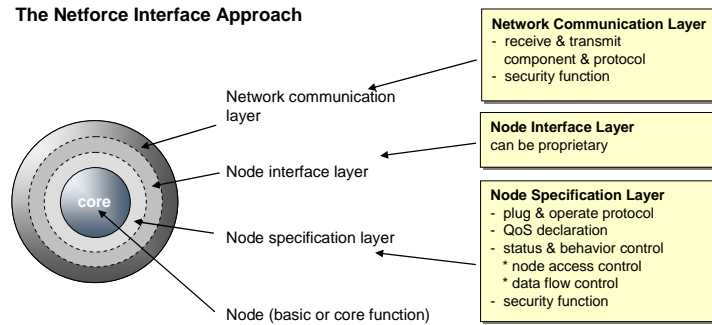 The Netforce Interface Approach
Network communication
layer
Node interface layer
core
Node specification layer
Node (basic or core function)
Network Communication Layer
- receive & transmit
component & protocol
- security function
Node Interface Layer
can be proprietary
Node Specification Layer
- plug & operate protocol
- QoS declaration
- status & behavior control
* node access control
* data flow control
- security function